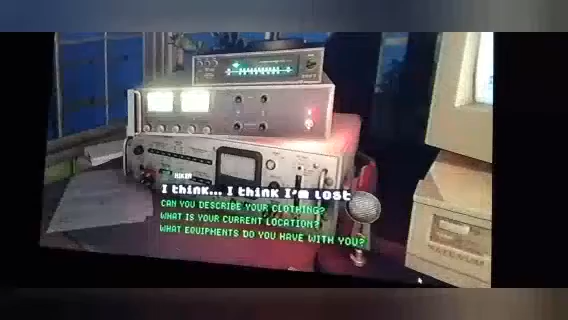 HIKER
I think... I think I'm lost
CAN YOU DESCRIBE YOUR CLOTHING?
WHAT IS YOUR CURRENT LOCATION?
WHAT EQUIPMENTS DO YOU HAVE WITH YOU?